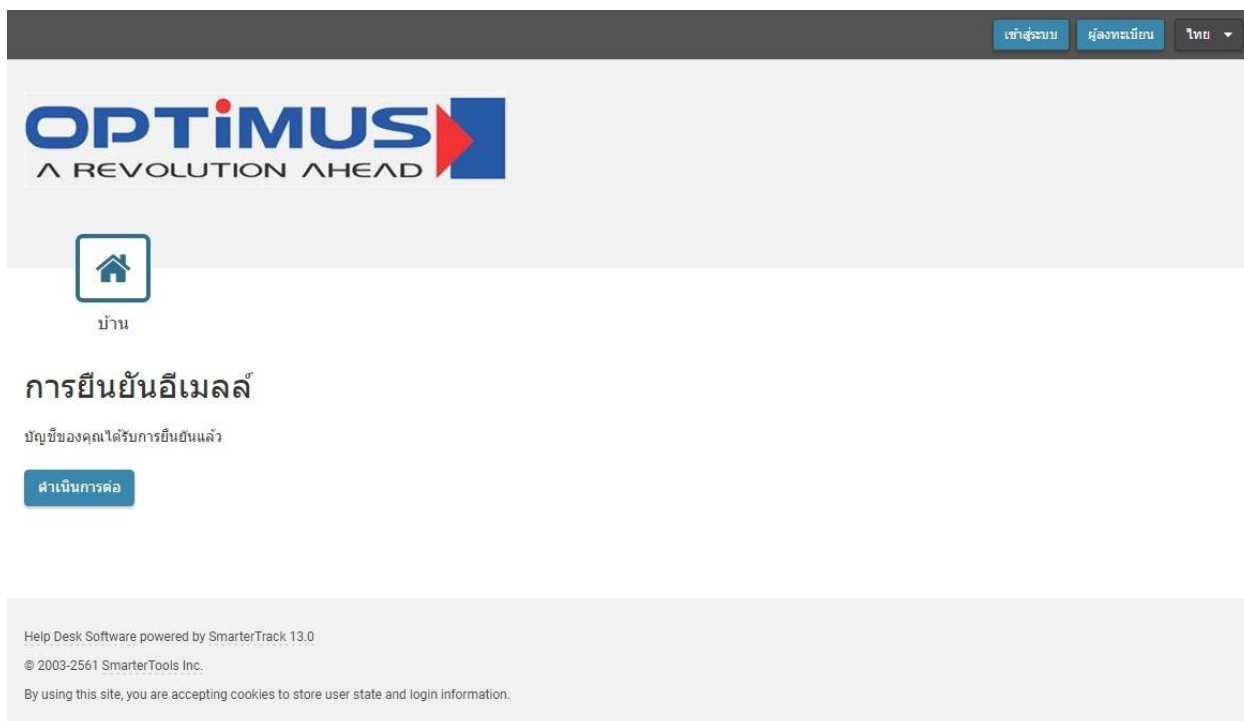 เข้าสู่ระบบ ผู้ลงทะเบียน ไทย
OPTiMUS
A REVOLUTION AHEAD
บ้าน
การยืนยันอีเมลล์
บัญชีของคุณได้รับการยืนยันแล้ว
ดำเนินการต่อ
Help Desk Software powered by SmarterTrack 13.0
© 2003-2561 SmarterTools Inc.
By using this site, you are accepting cookies to store user state and login information.